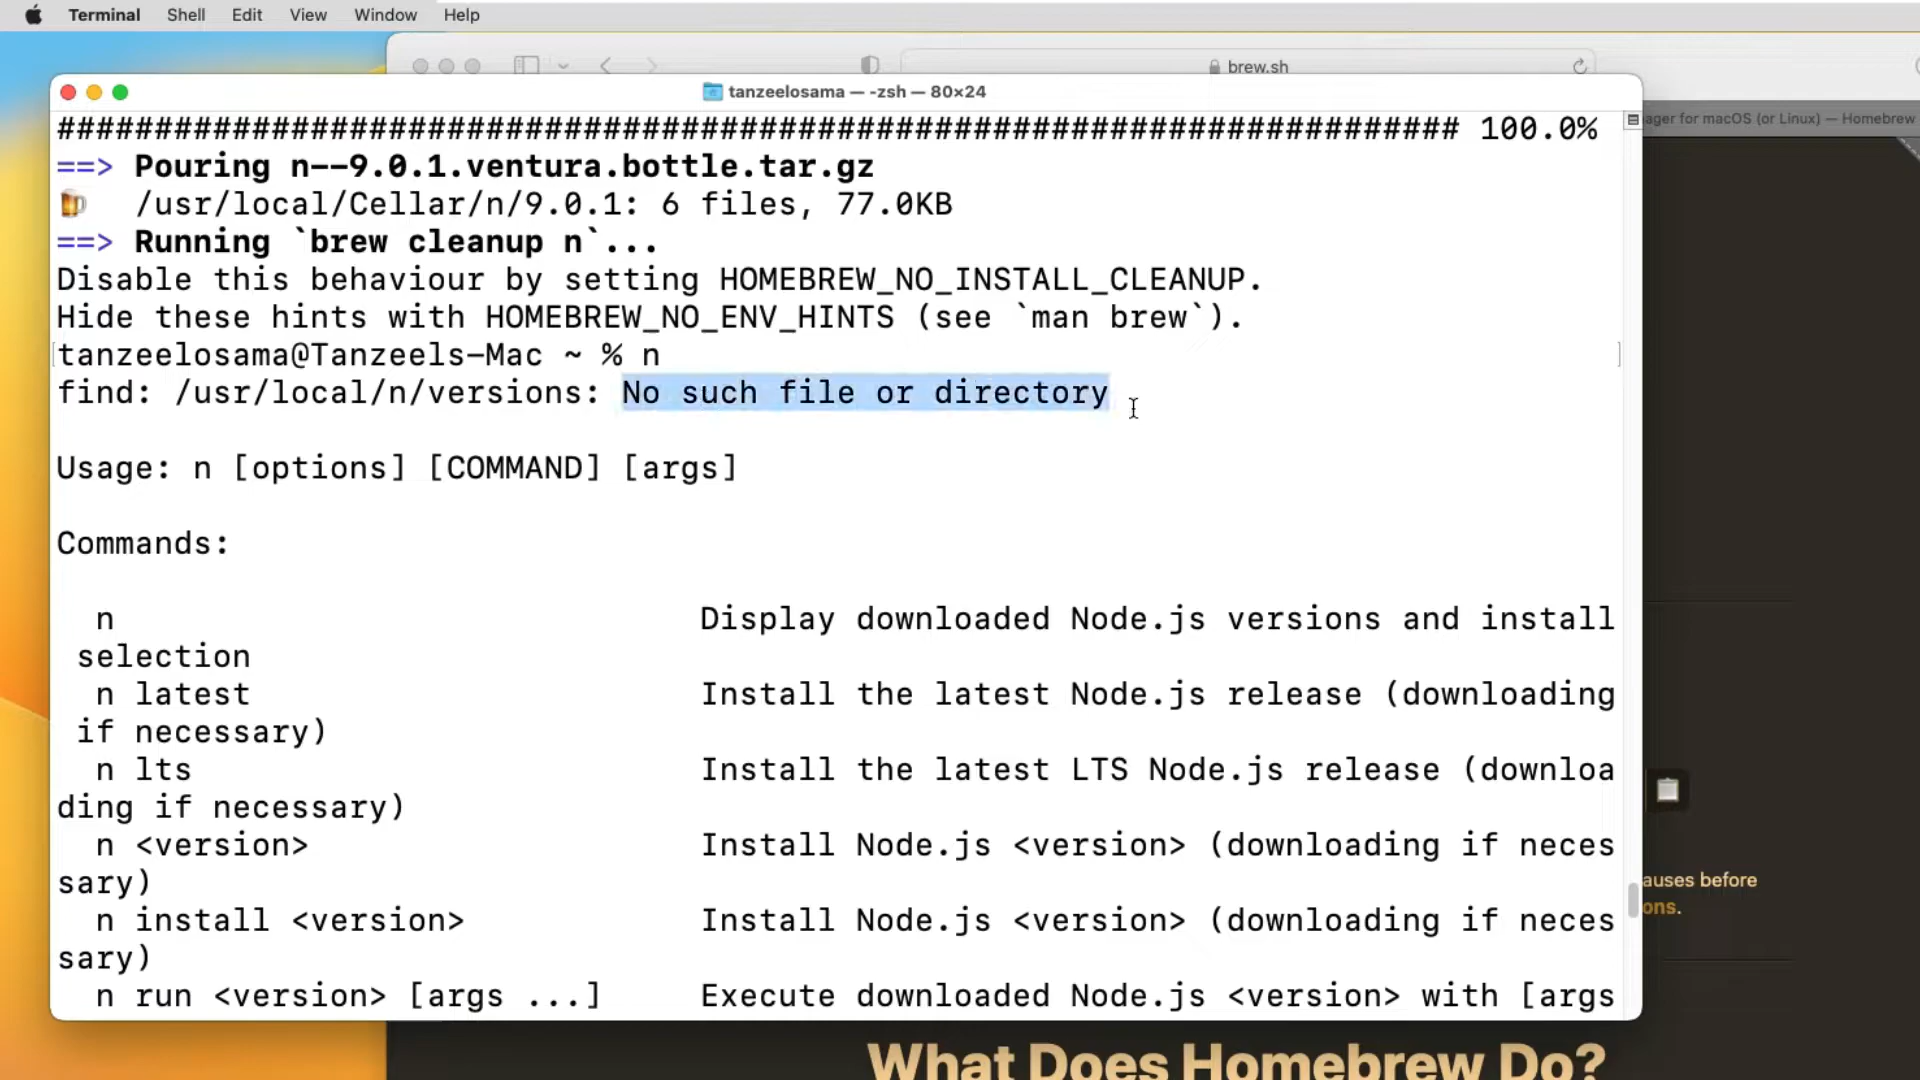 Terminal Shell Edit View Window Help
brew.sh
tanzeelosama — -zsh — 80×24
ager for macOS (or Linux) — Homebrew
######################################################################## 100.0%
==> Pouring n--9.0.1.ventura.bottle.tar.gz
🍺 /usr/local/Cellar/n/9.0.1: 6 files, 77.0KB
==> Running `brew cleanup n`...
Disable this behaviour by setting HOMEBREW_NO_INSTALL_CLEANUP.
Hide these hints with HOMEBREW_NO_ENV_HINTS (see `man brew`).
tanzeelosama@Tanzeels-Mac ~ % n
find: /usr/local/n/versions: No such file or directory
Usage: n [options] [COMMAND] [args]
Commands:
n Display downloaded Node.js versions and install
selection
n latest Install the latest Node.js release (downloading
if necessary)
n lts Install the latest LTS Node.js release (downloa
ding if necessary)
n <version> Install Node.js <version> (downloading if neces
sary)
n install <version> Install Node.js <version> (downloading if neces
sary)
n run <version> [args ...] Execute downloaded Node.js <version> with [args
auses before
ons.
What Does Homebrew Do?